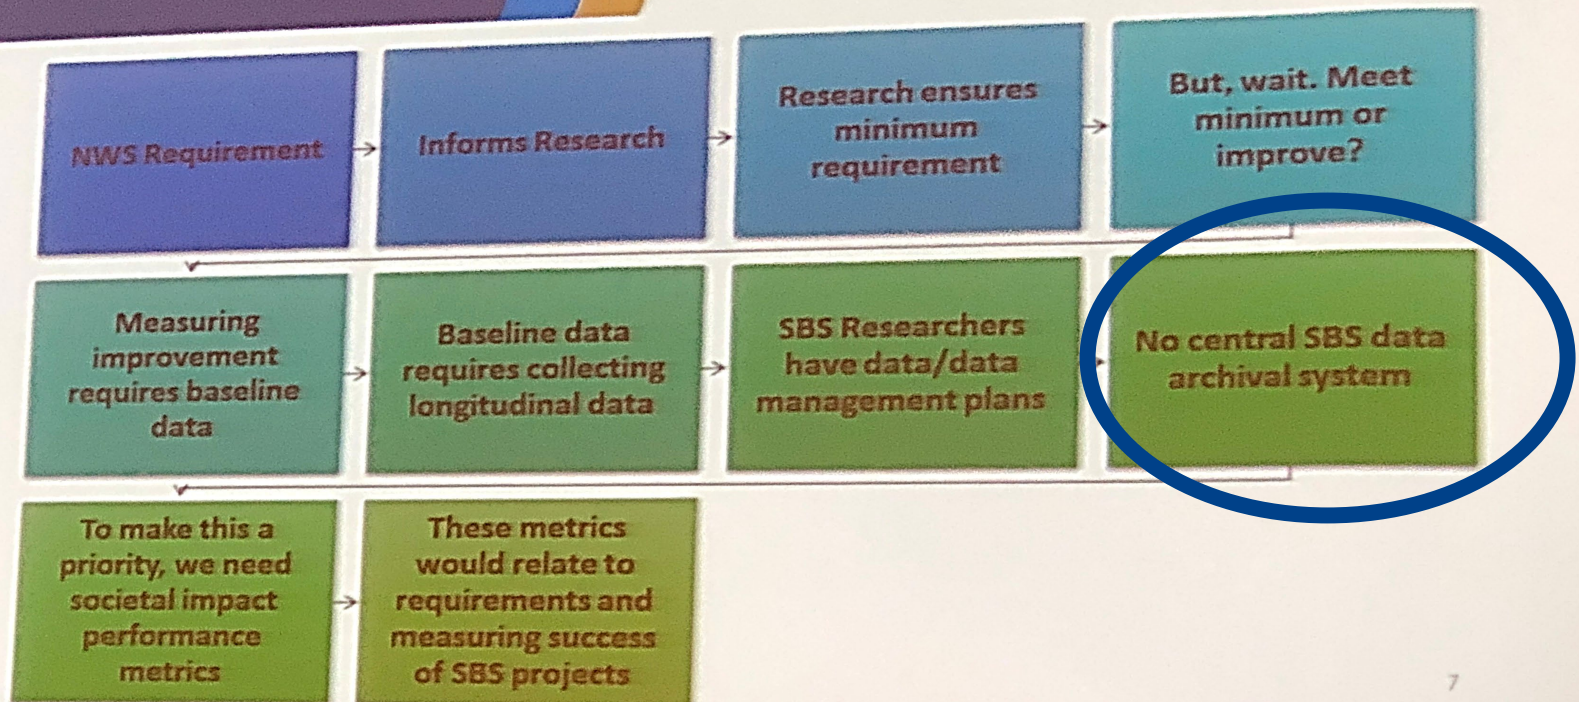 NWS Requirement
Informs Research
Research ensures
minimum
requirement
But, wait. Meet
minimum or
improve?
Measuring
improvement
requires baseline
data
Baseline data
requires collecting
longitudinal data
SBS Researchers
have data/data
management plans
No central SBS data
archival system
To make this a
priority, we need
societal impact
performance
metrics
These metrics
would relate to
requirements and
measuring success
of SBS projects
7